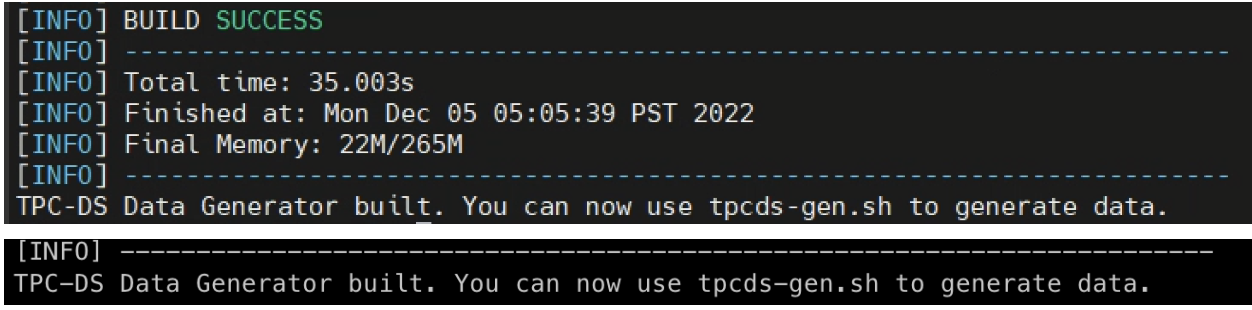 [INFO] BUILD SUCCESS
[INFO] ------------------------------------------------------------------------
[INFO] Total time: 35.003s
[INFO] Finished at: Mon Dec 05 05:05:39 PST 2022
[INFO] Final Memory: 22M/265M
[INFO] ------------------------------------------------------------------------
TPC-DS Data Generator built. You can now use tpcds-gen.sh to generate data.
[INFO] ------------------------------------------------------------------------
TPC-DS Data Generator built. You can now use tpcds-gen.sh to generate data.